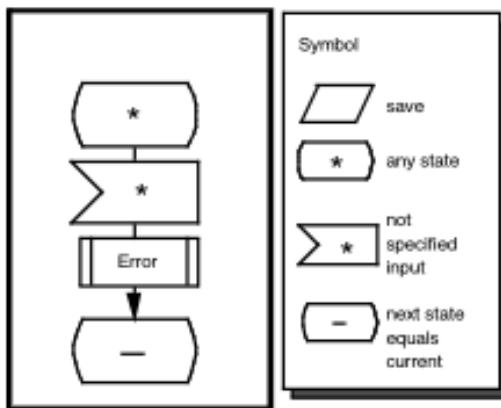 *
*
Error
–
Symbol
save
*
any state
*
not
specified
input
–
next state
equals
current